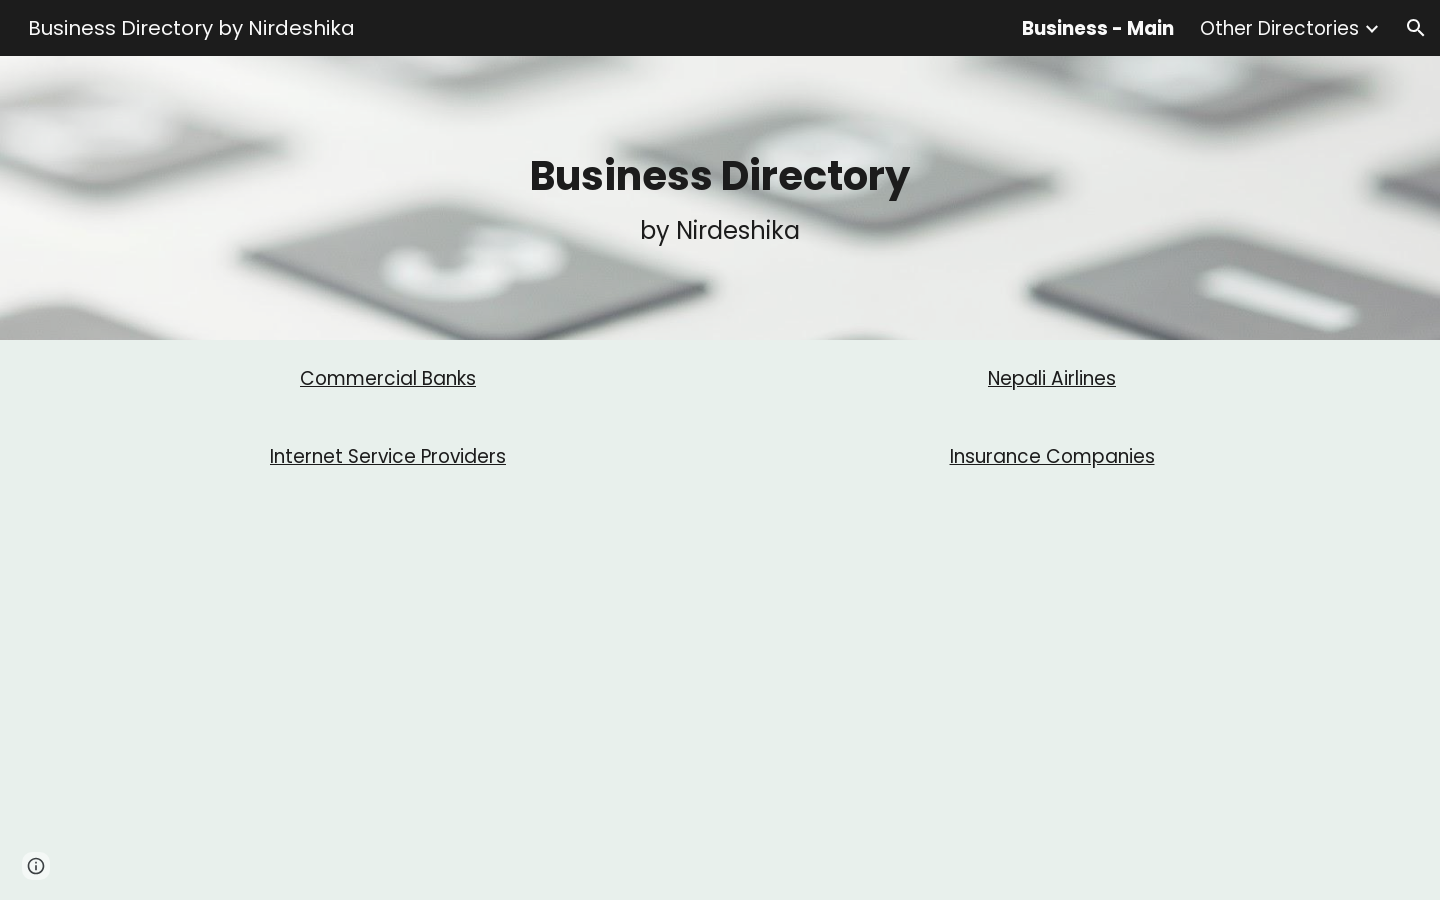 Business Directory by Nirdeshika
Business - Main
Other Directories
Business Directory
by Nirdeshika
Commercial Banks
Nepali Airlines
Internet Service Providers
Insurance Companies